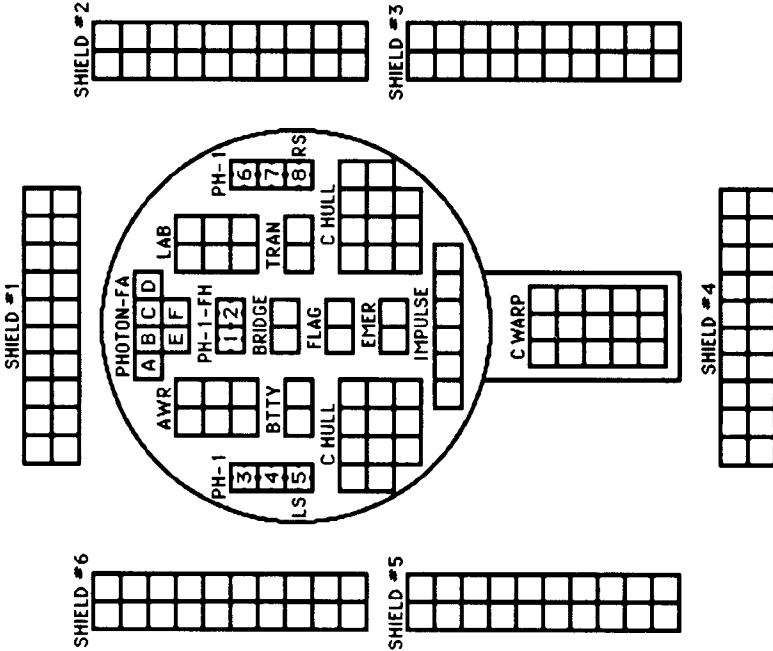 SHIELD #1
SHIELD #2
SHIELD #3
SHIELD #6
SHIELD #5
SHIELD #4
PHOTON-FA
A B C D
E F
PH-1-FH
1 2
BRIDGE
FLAG
EMER
IMPULSE
AWR
BTTY
PH-1
3
4
5
LS
C HULL
LAB
TRAN
PH-1
6
7
8
RS
C HULL
C WARP